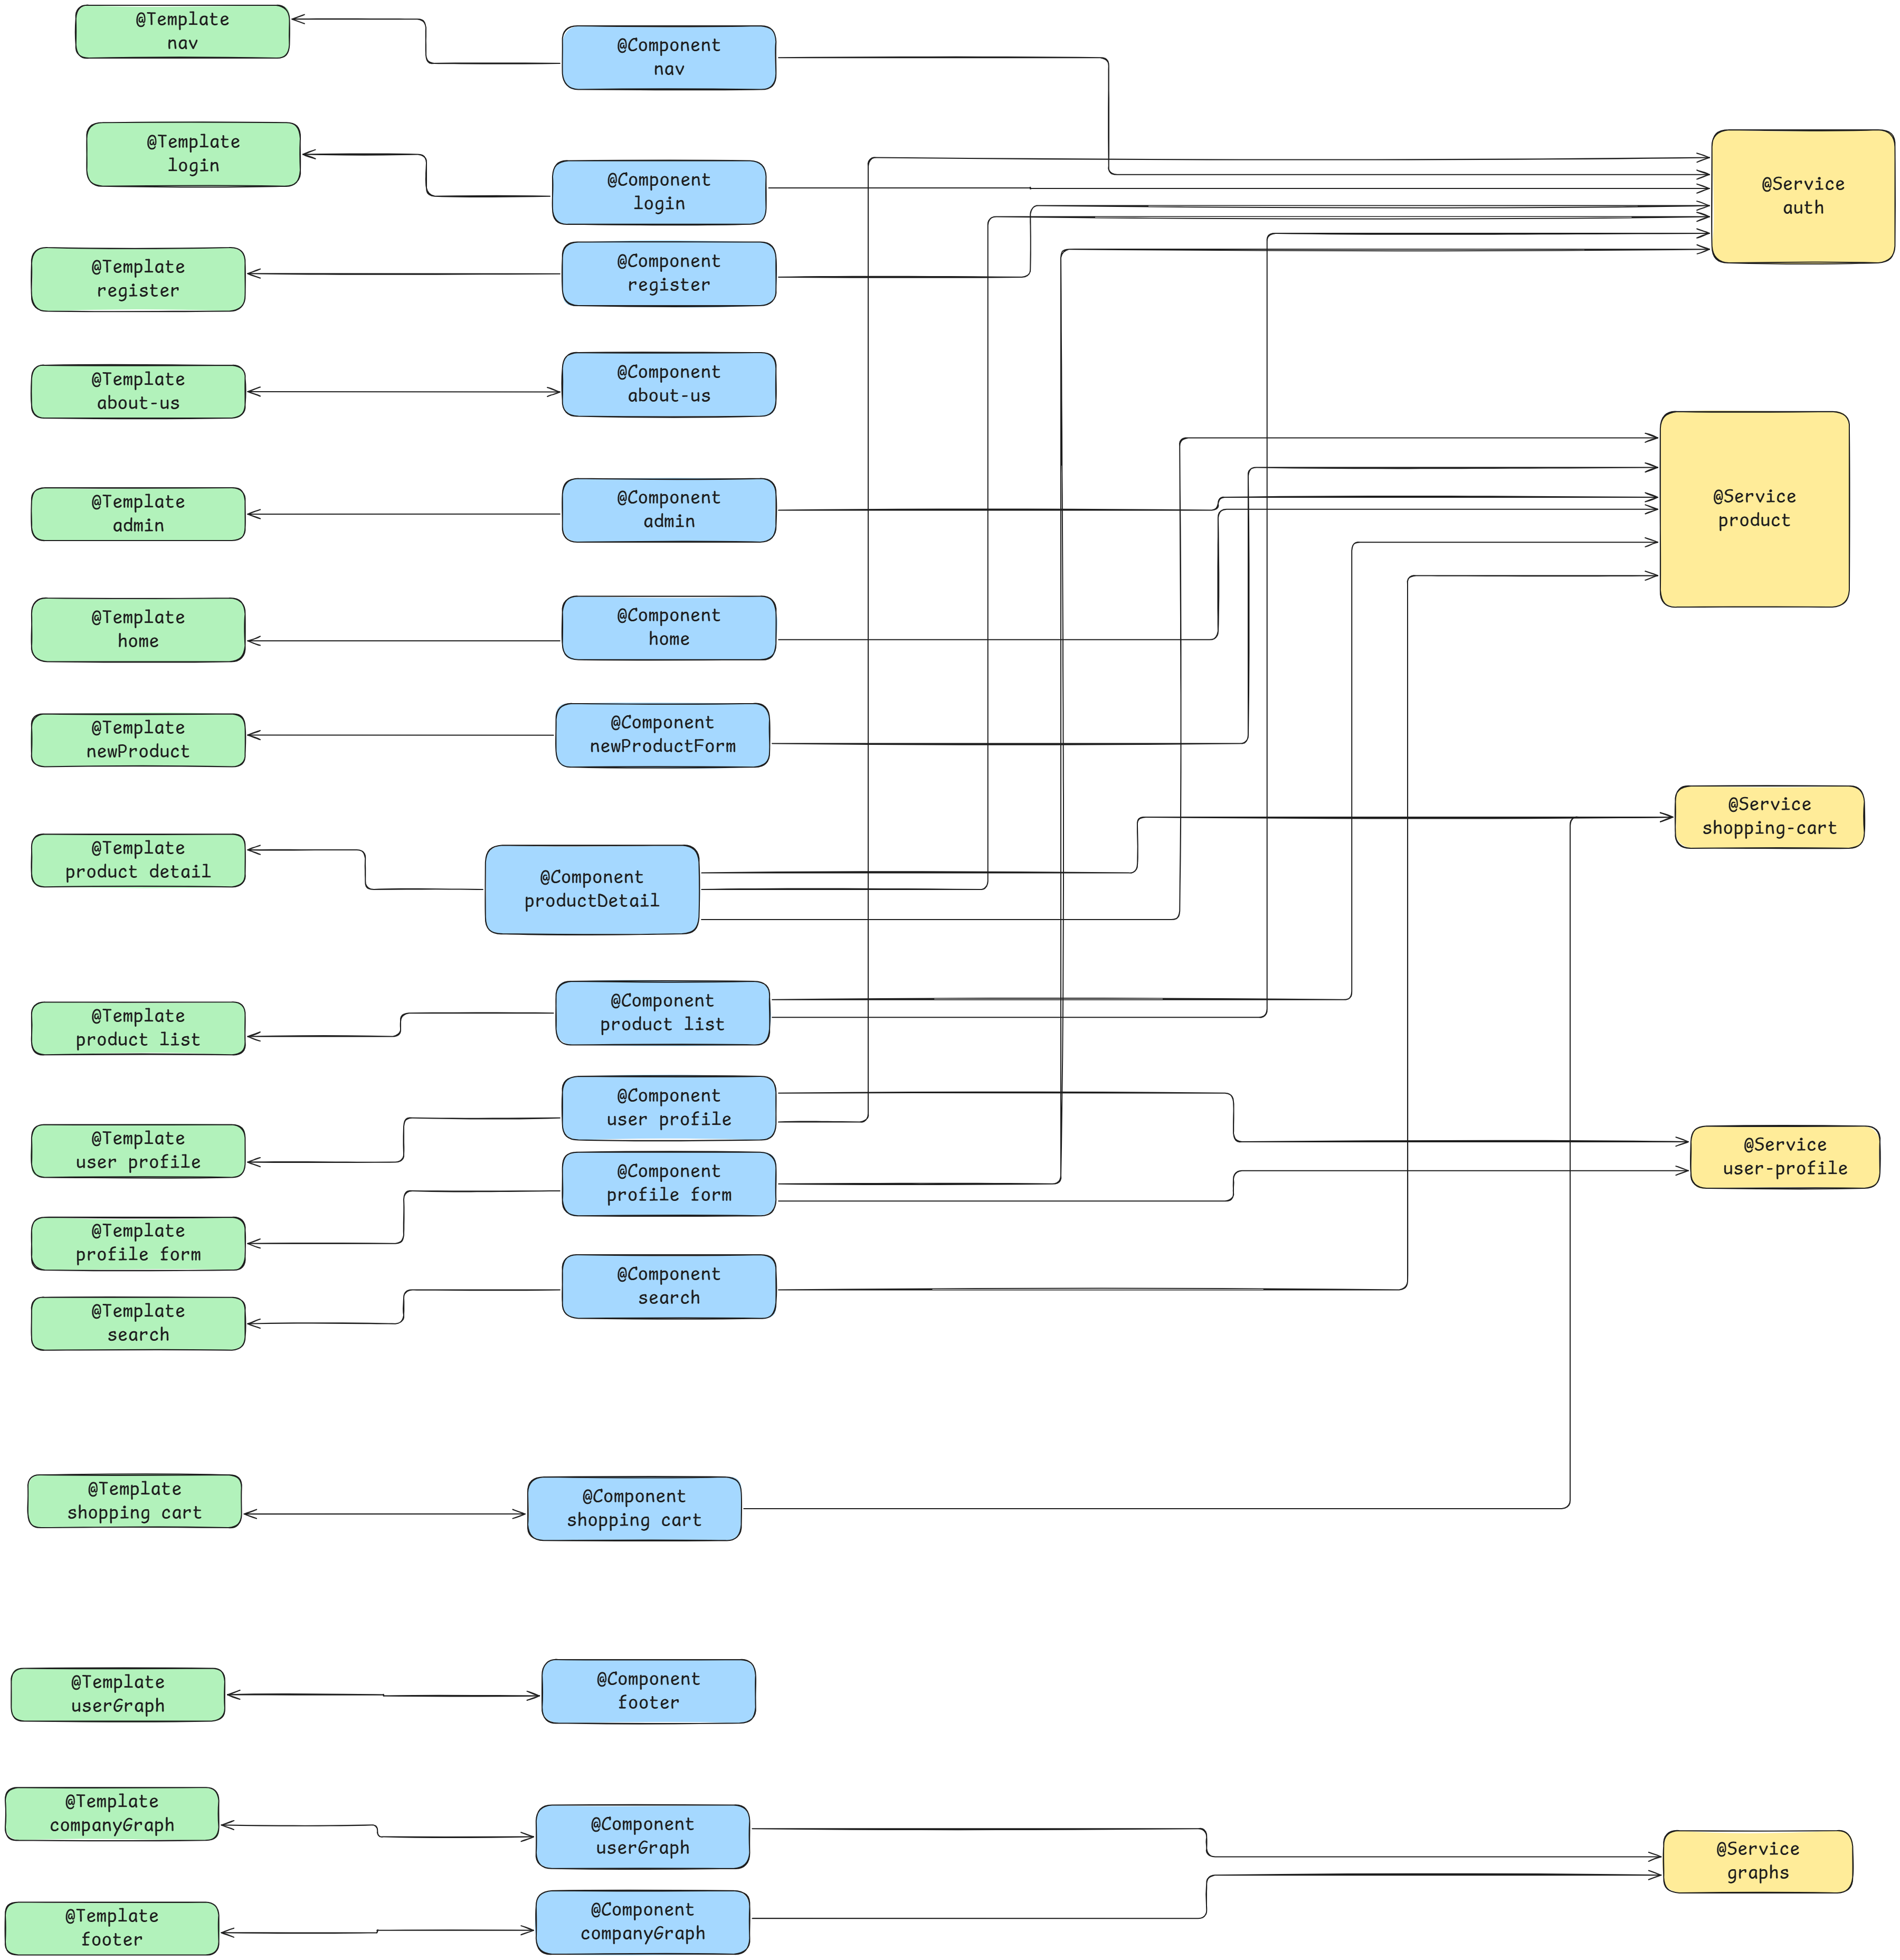 @Template
nav
@Component
nav
@Template
login
@Component
login
@Service
auth
@Template
register
@Component
register
@Template
about-us
@Component
about-us
@Template
admin
@Component
admin
@Service
product
@Template
home
@Component
home
@Template
newProduct
@Component
newProductForm
@Service
shopping-cart
@Template
product detail
@Component
productDetail
@Template
product list
@Component
product list
@Template
user profile
@Component
user profile
@Service
user-profile
@Template
profile form
@Component
profile form
@Template
search
@Component
search
@Template
shopping cart
@Component
shopping cart
@Template
userGraph
@Component
footer
@Template
companyGraph
@Component
userGraph
@Service
graphs
@Template
footer
@Component
companyGraph